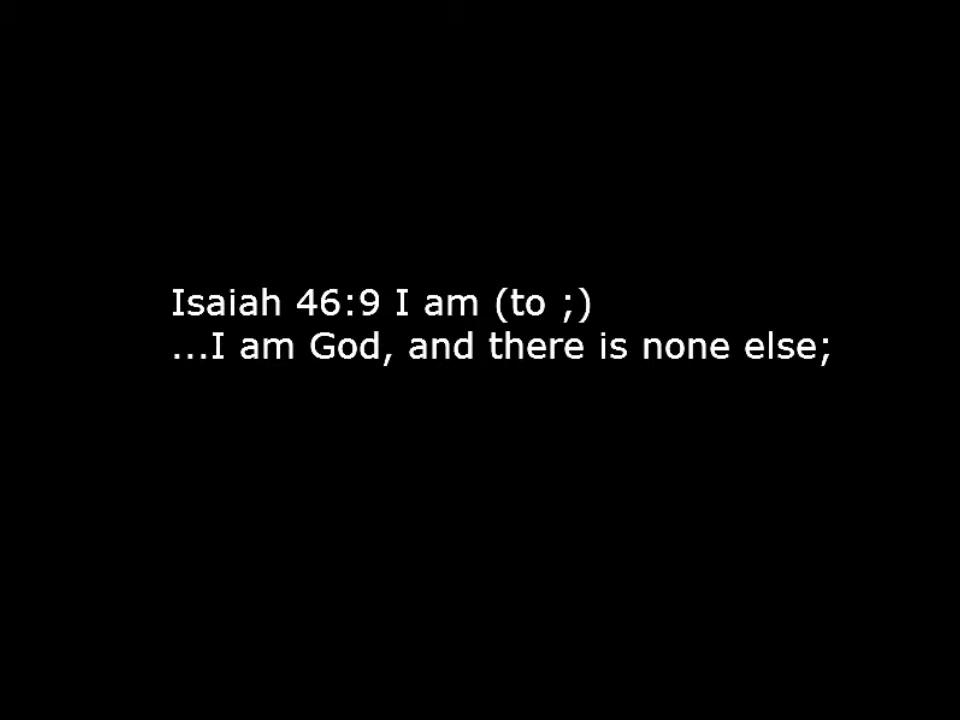 Isaiah 46:9 I am (to ;)
...I am God, and there is none else;